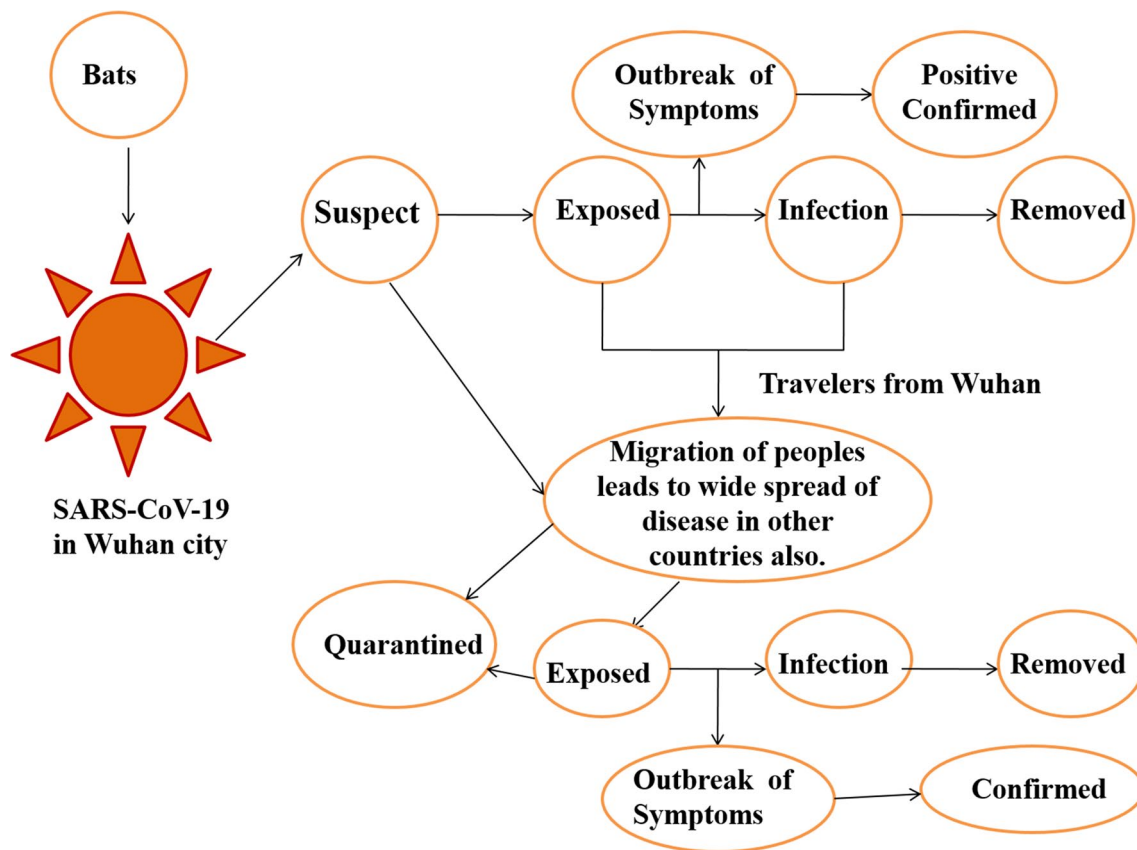 Bats
Outbreak of
Symptoms
Positive
Confirmed
Suspect
Exposed
Infection
Removed
Travelers from Wuhan
SARS-CoV-19
in Wuhan city
Migration of peoples
leads to wide spread of
disease in other
countries also.
Quarantined
Exposed
Infection
Removed
Outbreak of
Symptoms
Confirmed